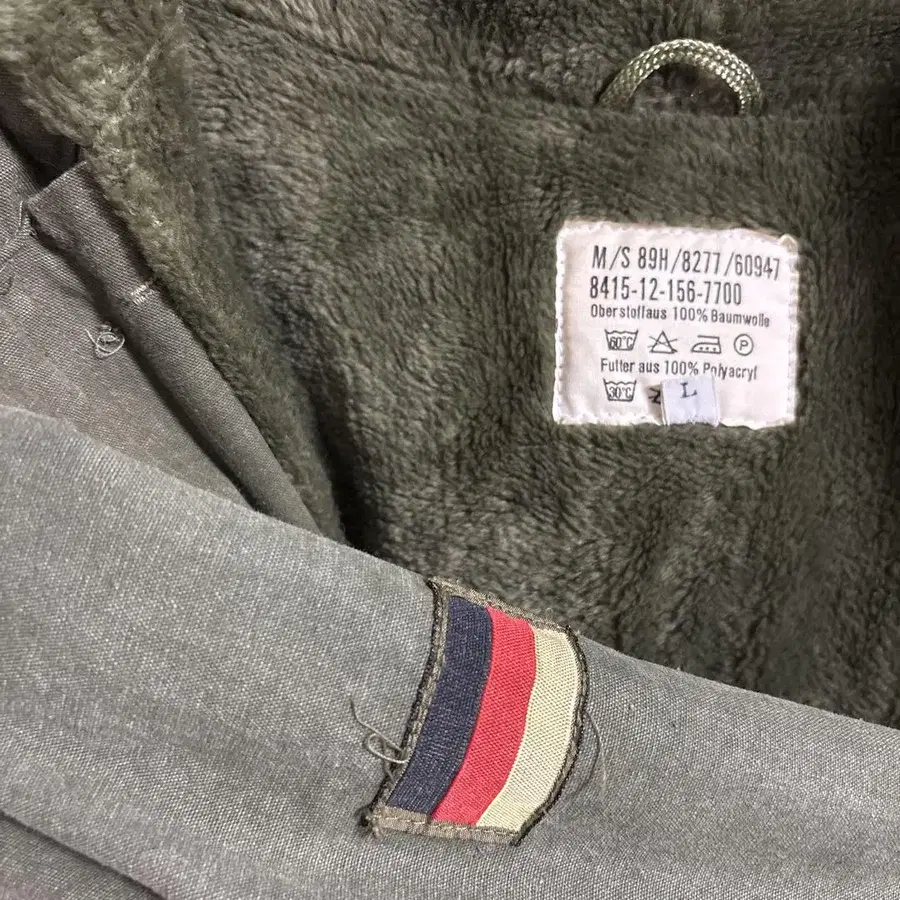 M/S 89H/8277/60947
8415-12-156-7700
Oberstoffaus 100% Baumwolle
60°C P
Futter aus 100% Polyacryl
30°C L